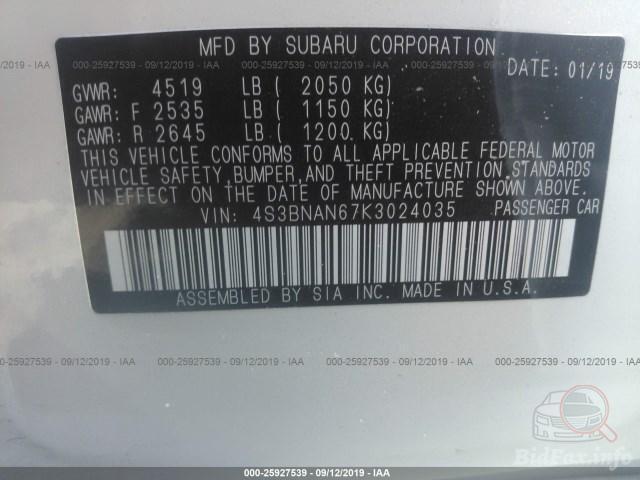 MFD BY SUBARU CORPORATION
DATE: 01/19
GVWR: 4519 LB ( 2050 KG)
GAWR: F 2535 LB ( 1150 KG)
GAWR: R 2645 LB ( 1200 KG)
THIS VEHICLE CONFORMS TO ALL APPLICABLE FEDERAL MOTOR
VEHICLE SAFETY, BUMPER, AND THEFT PREVENTION STANDARDS
IN EFFECT ON THE DATE OF MANUFACTURE SHOWN ABOVE.
VIN: 4S3BNAN67K3024035 PASSENGER CAR
ASSEMBLED BY SIA INC. MADE IN U.S.A.
000-25927539 - 09/12/2019 - IAA
BidFax.info